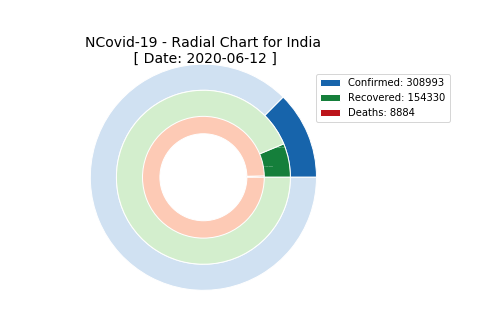 NCovid-19 - Radial Chart for India
[ Date: 2020-06-12 ]
Confirmed: 308993
Recovered: 154330
Deaths: 8884